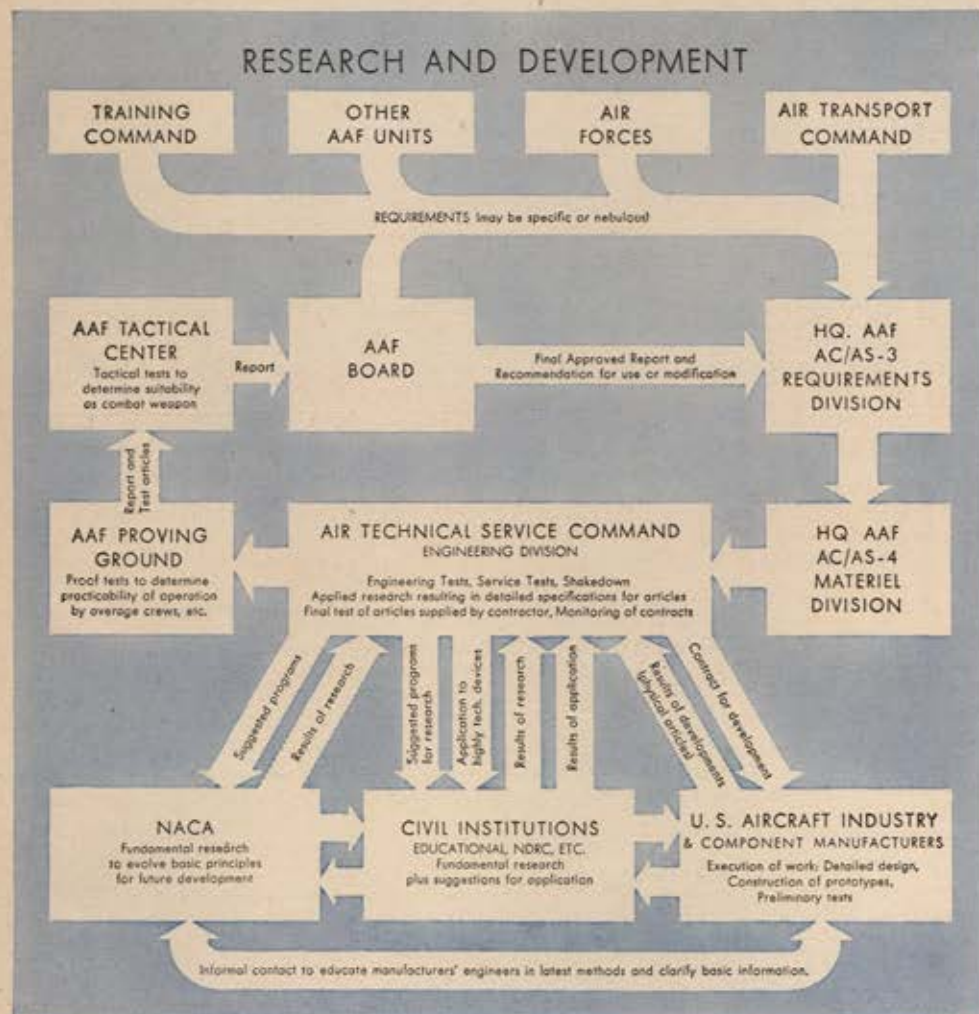 RESEARCH AND DEVELOPMENT
TRAINING
COMMAND
OTHER
AAF UNITS
AIR
FORCES
AIR TRANSPORT
COMMAND
REQUIREMENTS (may be specific or nebulous)
AAF TACTICAL
CENTER
Tactical tests to
determine suitability
as combat weapon
Report
AAF
BOARD
Final Approved Report and
Recommendation for use or modification
HQ. AAF
AC/AS-3
REQUIREMENTS
DIVISION
Report and
Test articles
AAF PROVING
GROUND
Proof tests to determine
practicability of operation
by average crews, etc.
AIR TECHNICAL SERVICE COMMAND
ENGINEERING DIVISION
Engineering Tests, Service Tests, Shakedown
Applied research resulting in detailed specifications for articles
Final test of articles supplied by contractor, Monitoring of contracts
HQ AAF
AC/AS-4
MATERIEL
DIVISION
Suggested programs
Results of research
Suggested programs
for research
Application to
highly tech. devices
Results of research
Results of application
Results of developments
(physical articles)
Contract for development
NACA
Fundamental research
to evolve basic principles
for future development
CIVIL INSTITUTIONS
EDUCATIONAL, NDRC, ETC.
Fundamental research
plus suggestions for application
U. S. AIRCRAFT INDUSTRY
& COMPONENT MANUFACTURERS
Execution of work; Detailed design,
Construction of prototypes,
Preliminary tests
Informal contact to educate manufacturers' engineers in latest methods and clarify basic information.